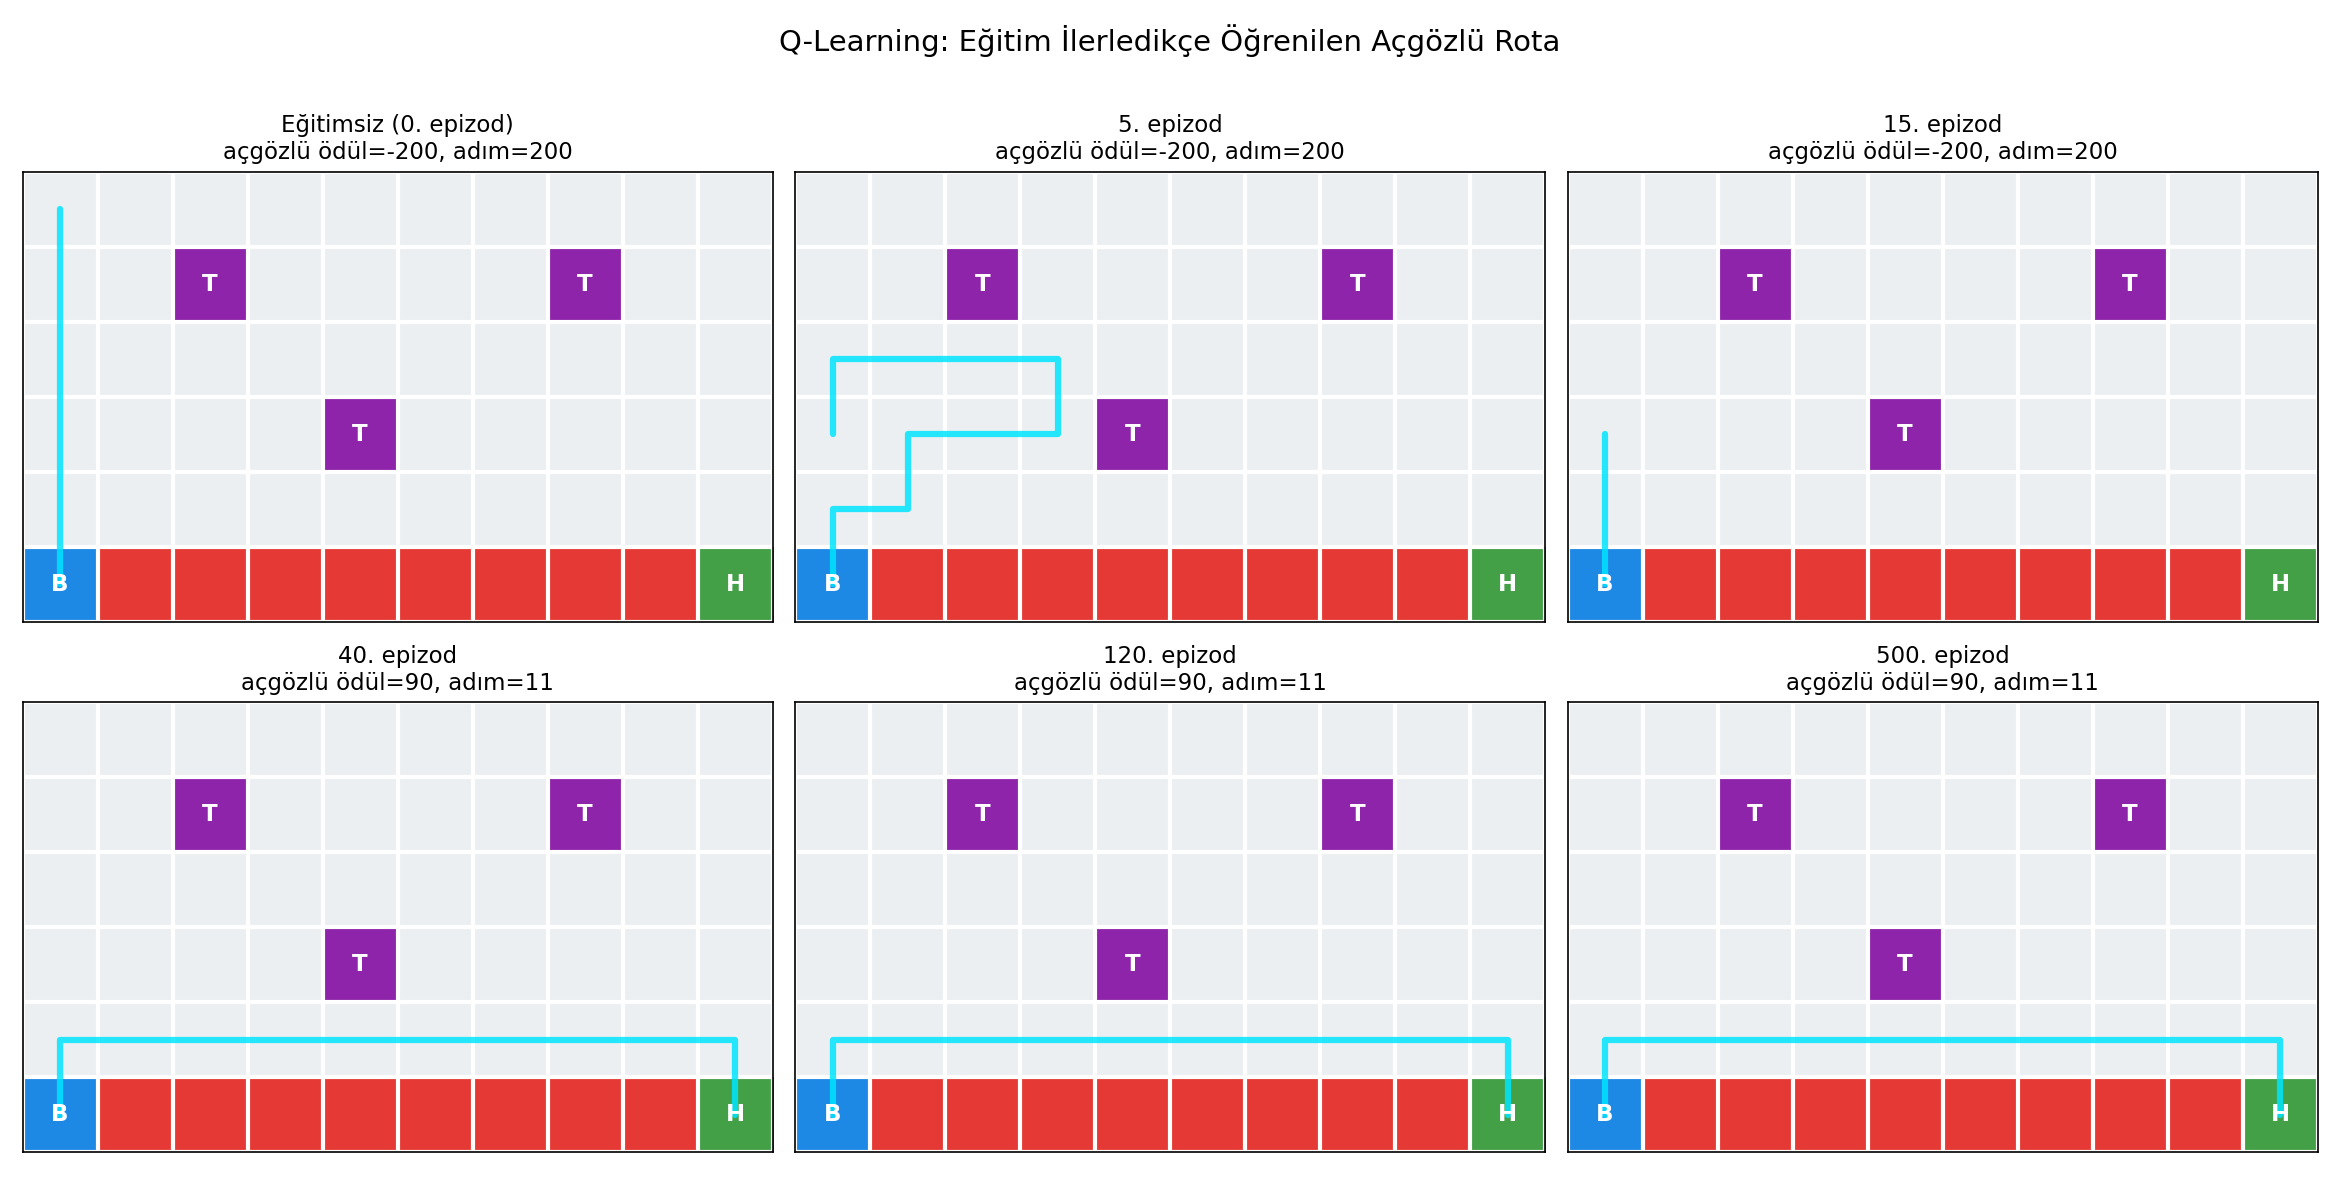 Q-Learning: Eğitim İlerledikçe Öğrenilen Açgözlü Rota
Eğitimsiz (0. epizod)
açgözlü ödül=-200, adım=200
T
T
T
B
H
5. epizod
açgözlü ödül=-200, adım=200
T
T
T
B
H
15. epizod
açgözlü ödül=-200, adım=200
T
T
T
B
H
40. epizod
açgözlü ödül=90, adım=11
T
T
T
B
H
120. epizod
açgözlü ödül=90, adım=11
T
T
T
B
H
500. epizod
açgözlü ödül=90, adım=11
T
T
T
B
H